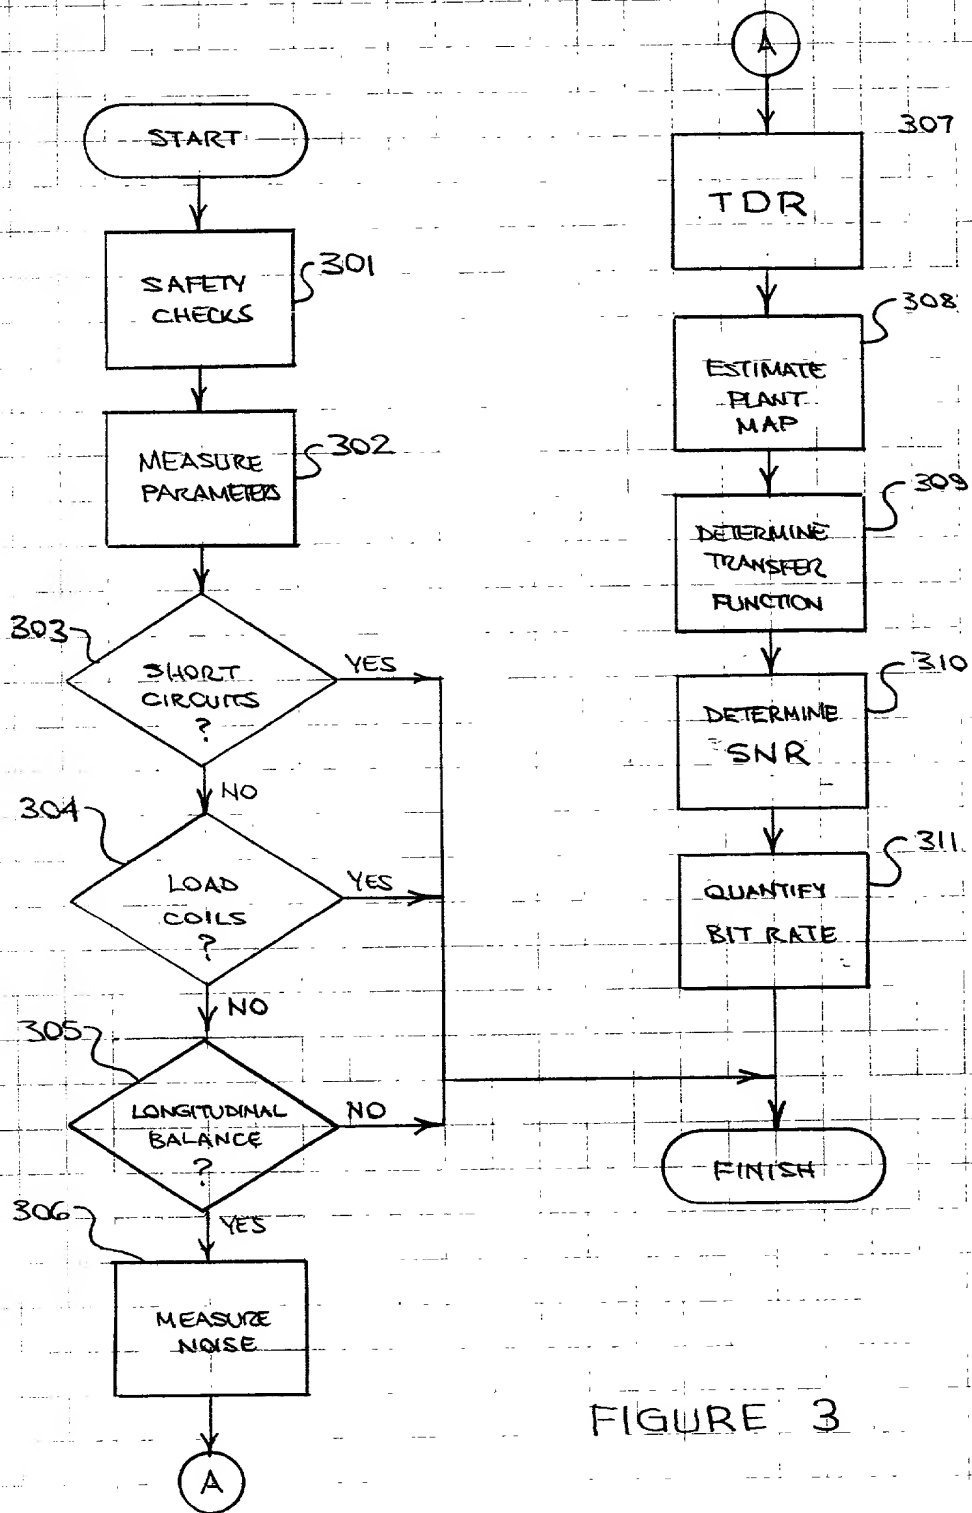 START
SAFETY
CHECKS
301
MEASURE
PARAMETERS
302
303
SHORT
CIRCUITS
?
YES
NO
304
LOAD
COILS
?
YES
NO
305
LONGITUDINAL
BALANCE
?
NO
YES
306
MEASURE
NOISE
A
A
307
TDR
308
ESTIMATE
PLANT
MAP
309
DETERMINE
TRANSFER
FUNCTION
310
DETERMINE
SNR
311
QUANTIFY
BIT RATE
FINISH
FIGURE 3